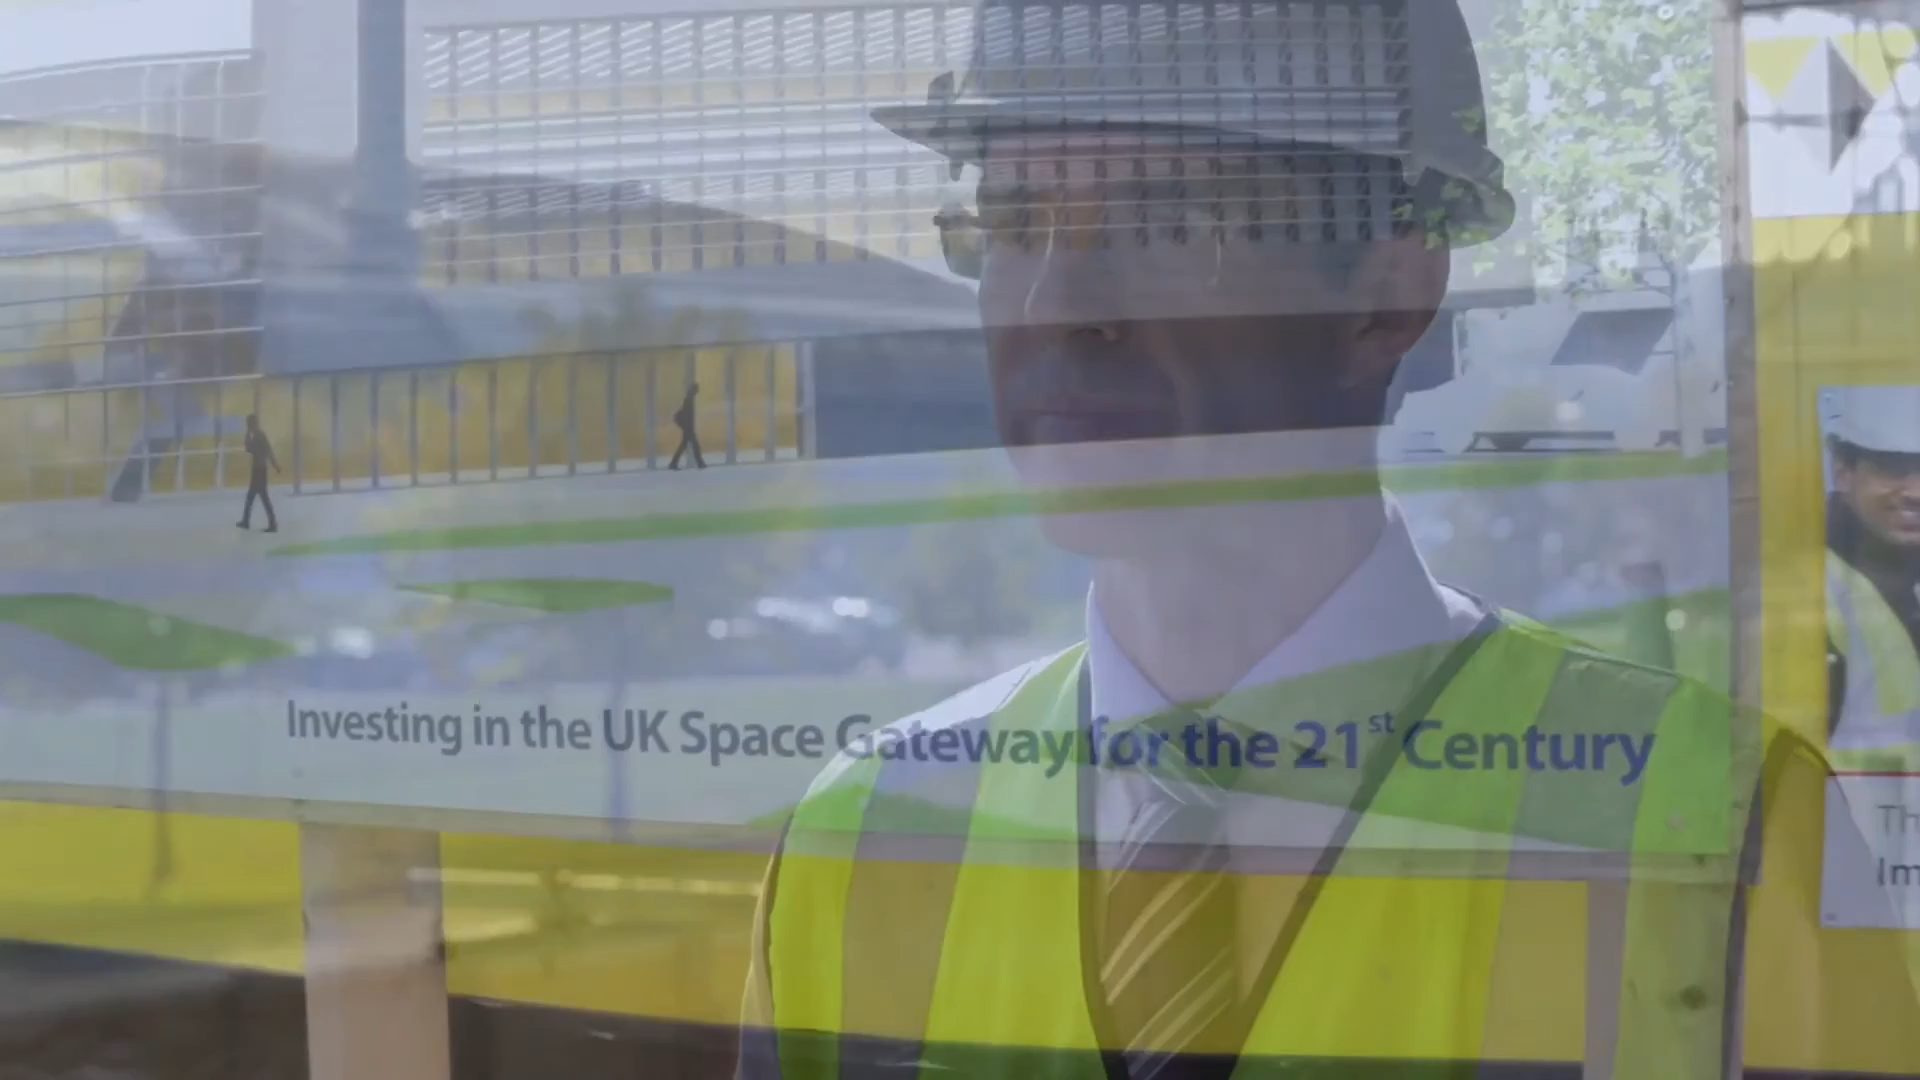 Investing in the UK Space Gateway for the 21st Century